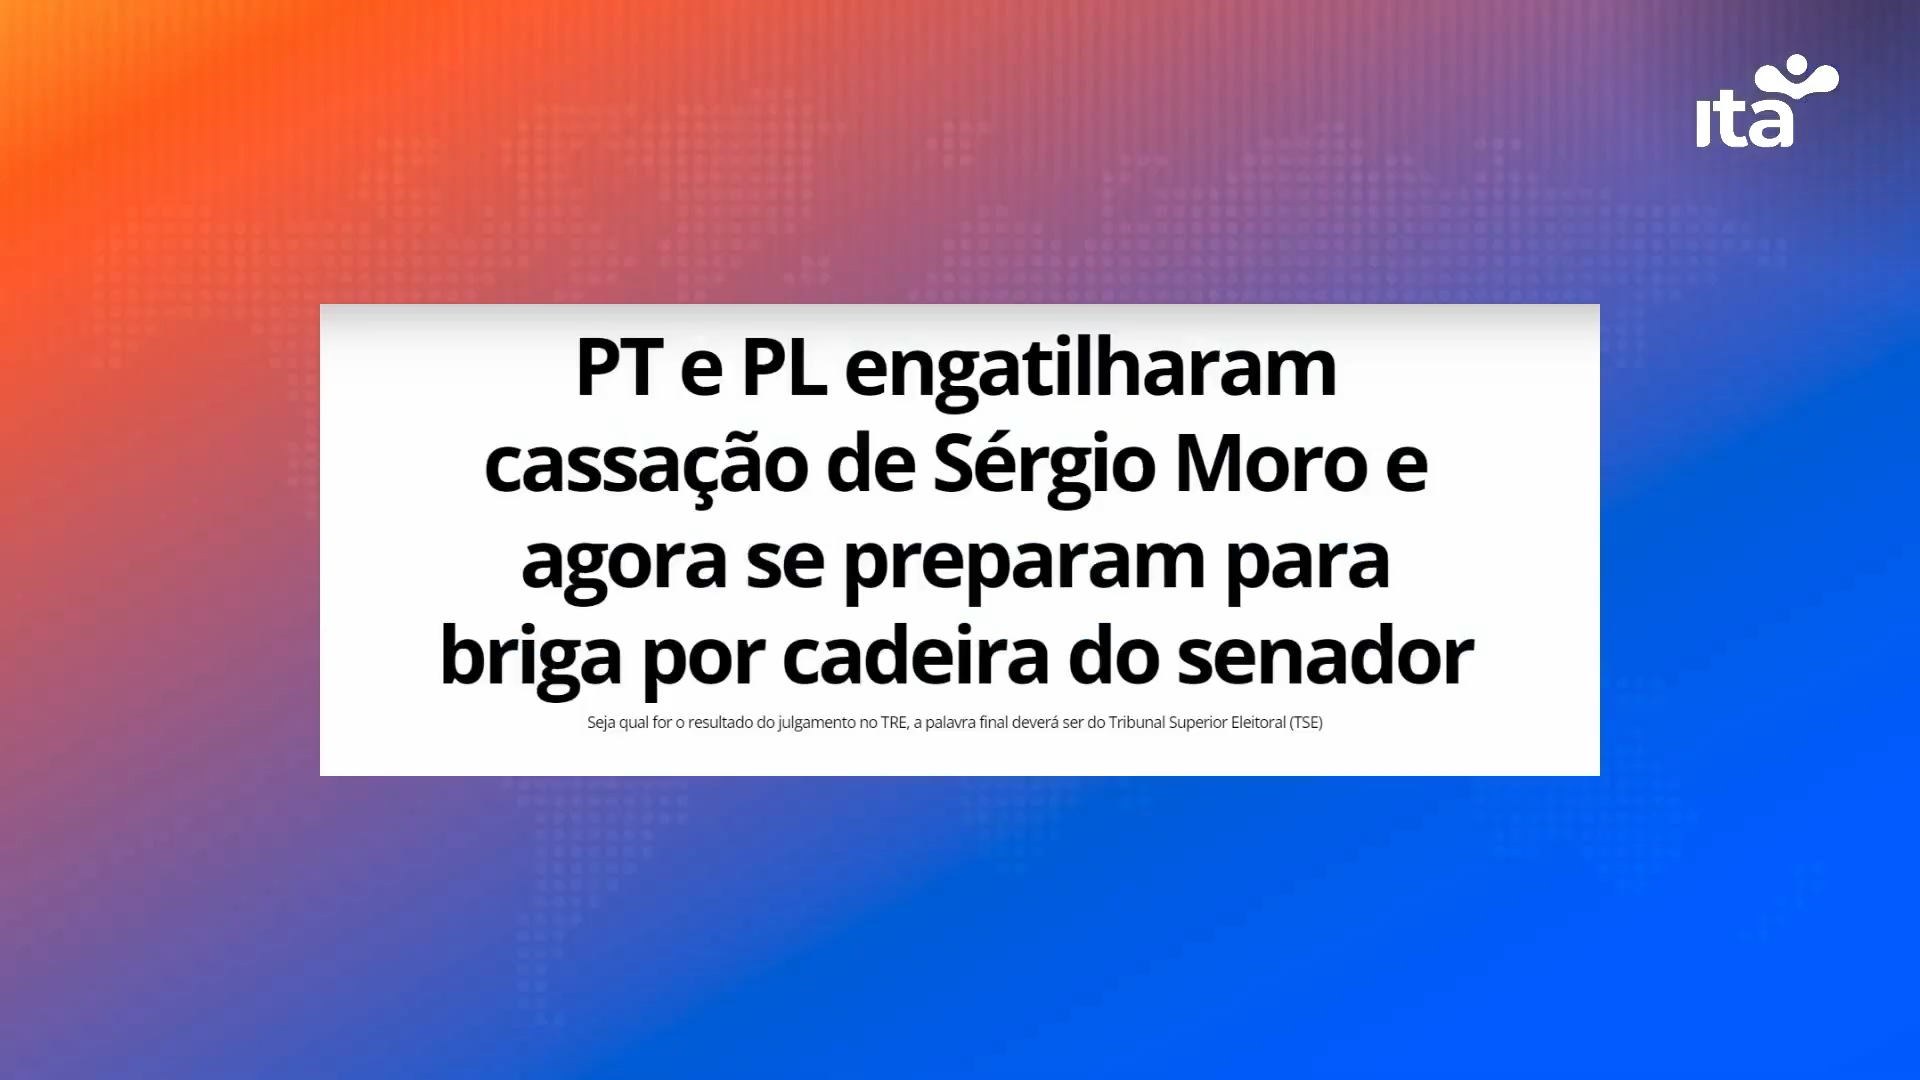 ita
PT e PL engatilharam
cassação de Sérgio Moro e
agora se preparam para
briga por cadeira do senador
Seja qual for o resultado do julgamento no TRE, a palavra final deverá ser do Tribunal Superior Eleitoral (TSE)